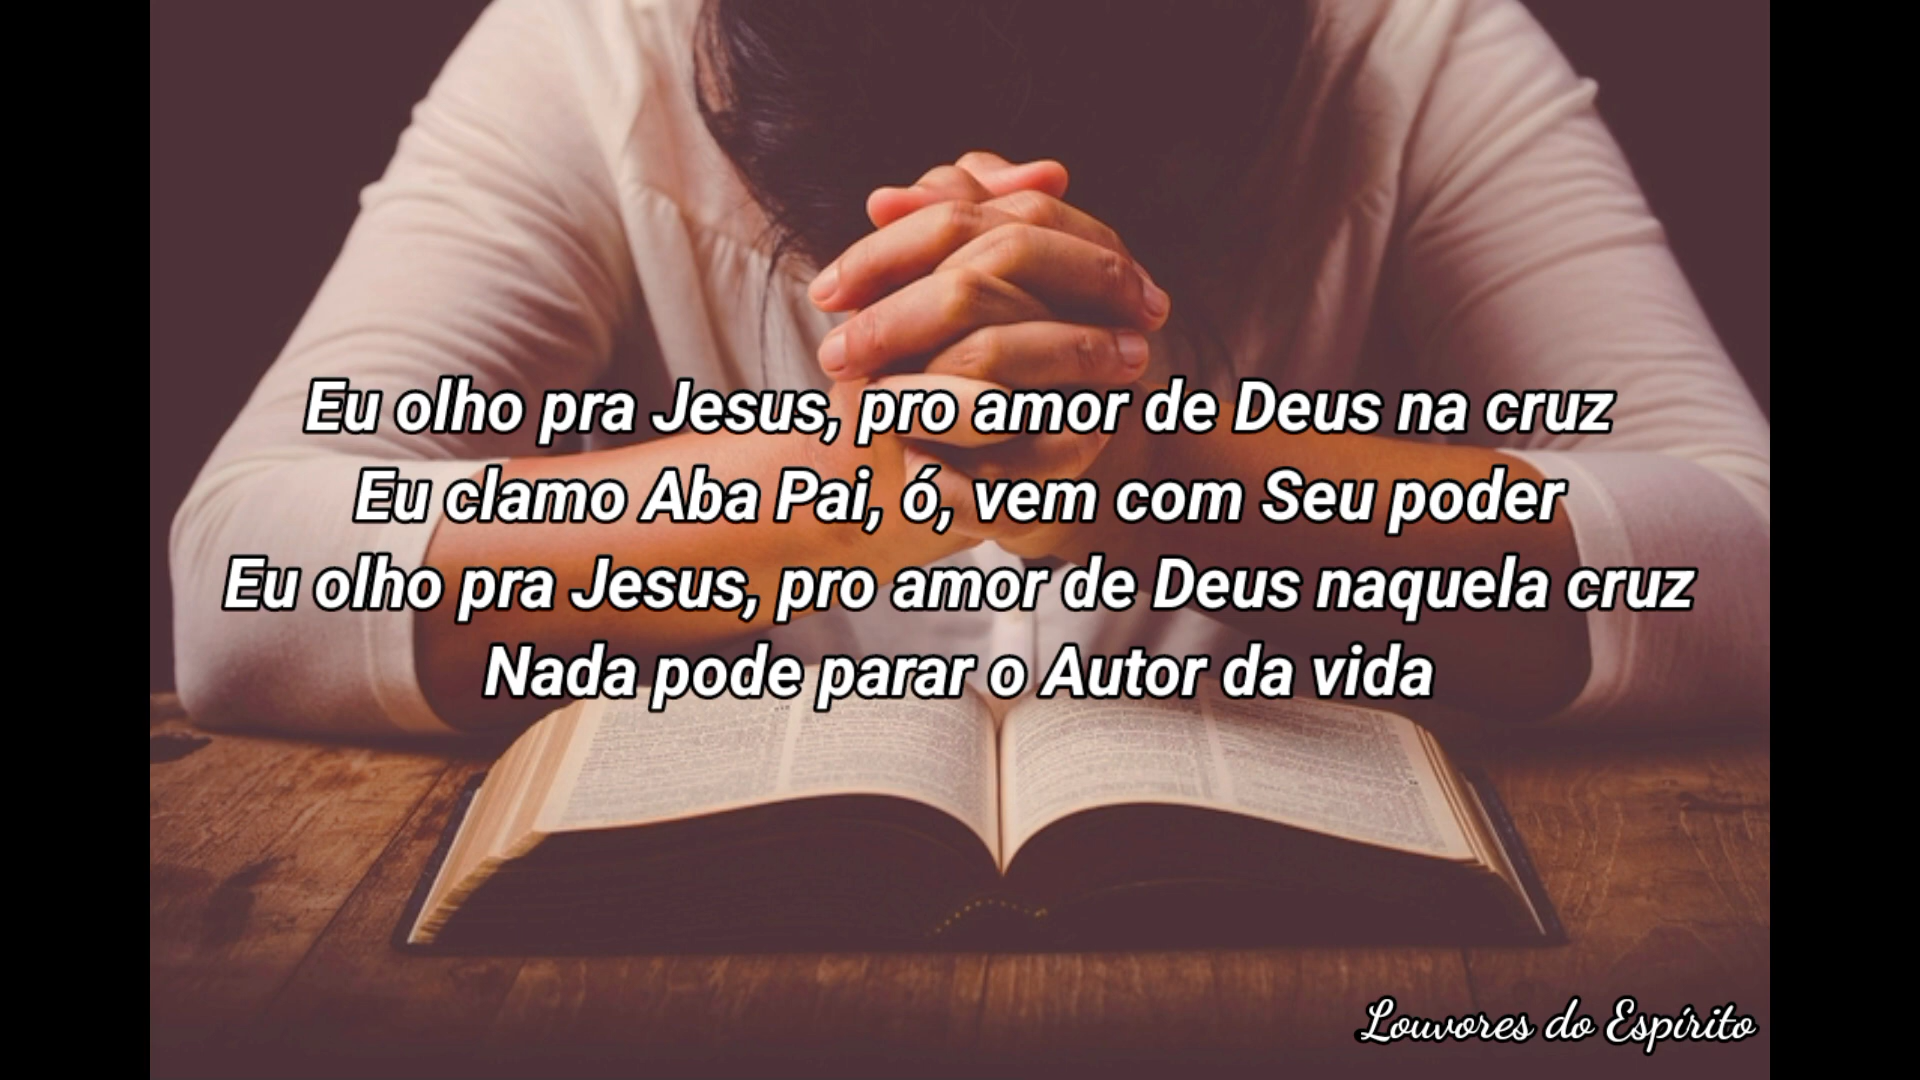 Eu olho pra Jesus, pro amor de Deus na cruz
Eu clamo Aba Pai, ó, vem com Seu poder
Eu olho pra Jesus, pro amor de Deus naquela cruz
Nada pode parar o Autor da vida
Louvores do Espírito